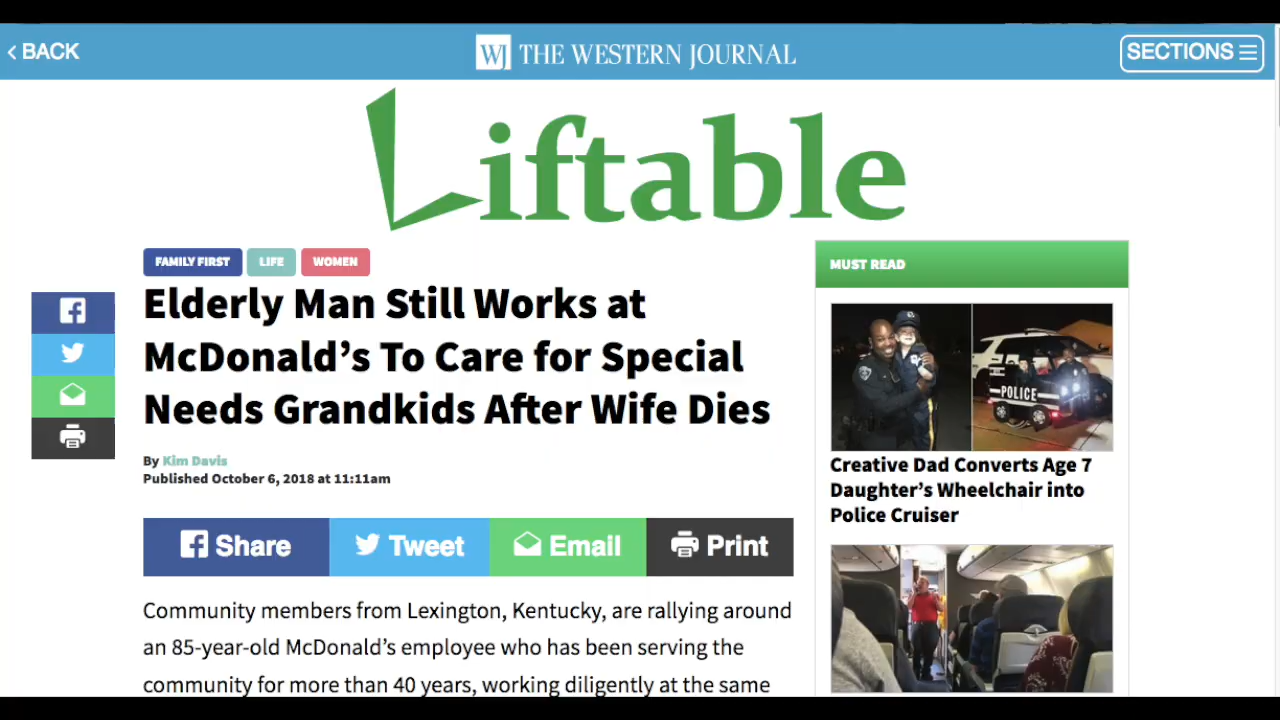 BACK
WJ THE WESTERN JOURNAL
SECTIONS
Liftable
FAMILY FIRST
LIFE
WOMEN
Elderly Man Still Works at
McDonald's To Care for Special
Needs Grandkids After Wife Dies
By Kim Davis
Published October 6, 2018 at 11:11am
Share
Tweet
Email
Print
Community members from Lexington, Kentucky, are rallying around
an 85-year-old McDonald's employee who has been serving the
community for more than 40 years, working diligently at the same
MUST READ
POLICE
Creative Dad Converts Age 7
Daughter's Wheelchair into
Police Cruiser